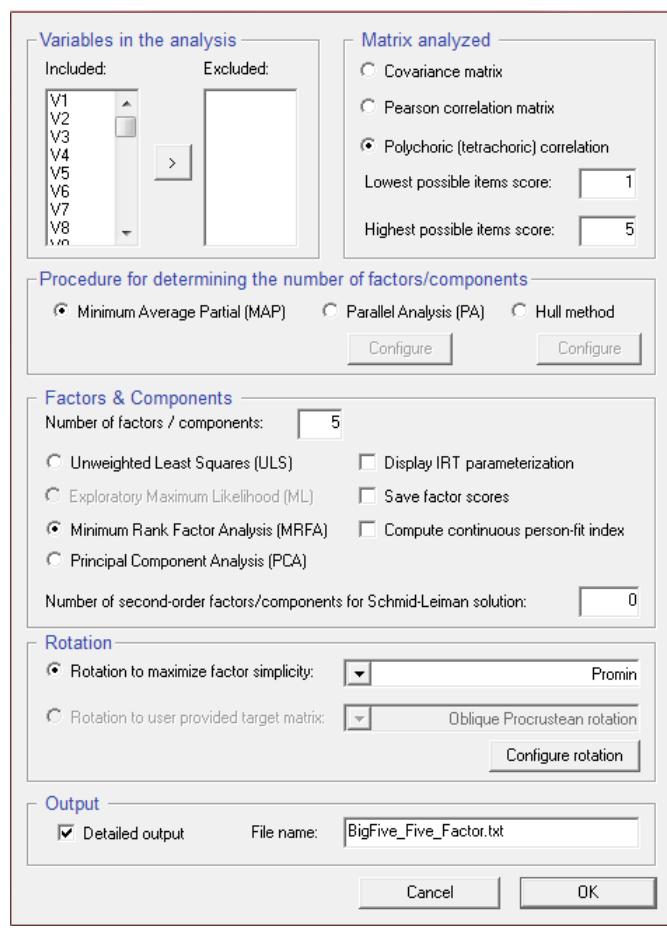 Variables in the analysis
Included:
Excluded:
V1
V2
V3
V4
V5
V6
V7
V8
>
Matrix analyzed
Covariance matrix
Pearson correlation matrix
Polychoric (tetrachoric) correlation
Lowest possible items score: 1
Highest possible items score: 5
Procedure for determining the number of factors/components
Minimum Average Partial (MAP) Parallel Analysis (PA) Hull method
Configure Configure
Factors & Components
Number of factors / components: 5
Unweighted Least Squares (ULS) Display IRT parameterization
Exploratory Maximum Likelihood (ML) Save factor scores
Minimum Rank Factor Analysis (MRFA) Compute continuous person-fit index
Principal Component Analysis (PCA)
Number of second-order factors/components for Schmid-Leiman solution: 0
Rotation
Rotation to maximize factor simplicity: Promin
Rotation to user provided target matrix: Oblique Procrustean rotation
Configure rotation
Output
Detailed output File name: BigFive_Five_Factor.txt
Cancel OK